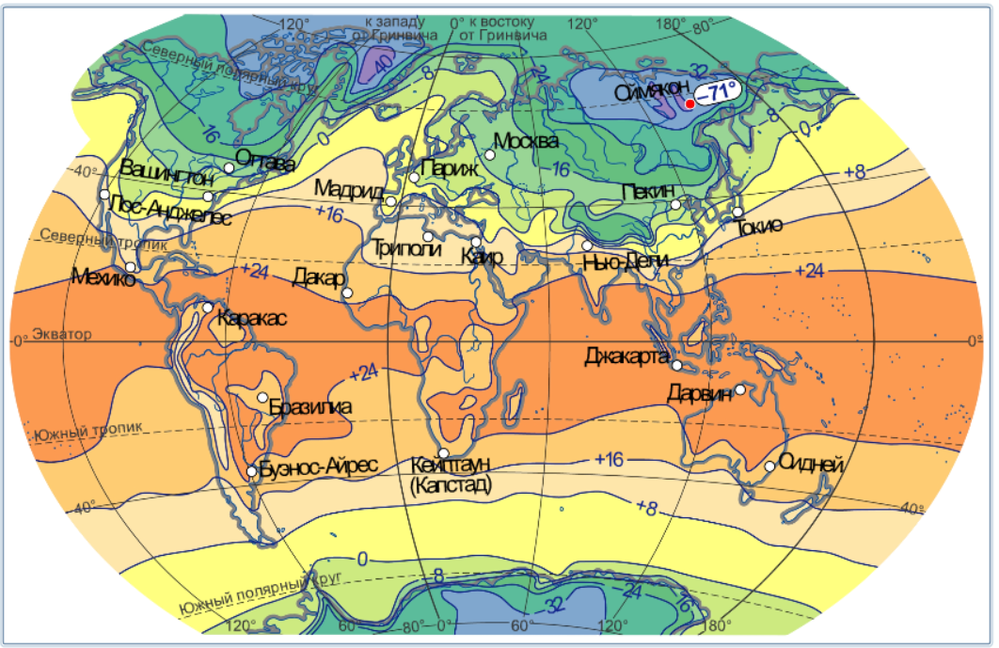 120°
к западу
от Гринвича
0°
к востоку
от Гринвича
120°
180°
80°
Северный полярный круг
40
8
24
32
Оймякон
−71°
8
0
16
0
Оттава
Москва
+8
40°
Вашингтон
Париж
16
Пекин
Мадрид
Лос-Анджелес
+16
Токио
Северный тропик
Триполи
Каир
Нью-Дели
Мехико
+24
Дакар
+24
Каракас
0°
Экватор
0°
Джакарта
+24
Дарвин
Бразилиа
Южный тропик
+16
Буэнос-Айрес
Кейптаун
(Капстад)
Сидней
40°
+8
40°
0
-8
Южный полярный круг
24
16
-32
120°
60°
80°
0°
60°
120°
180°